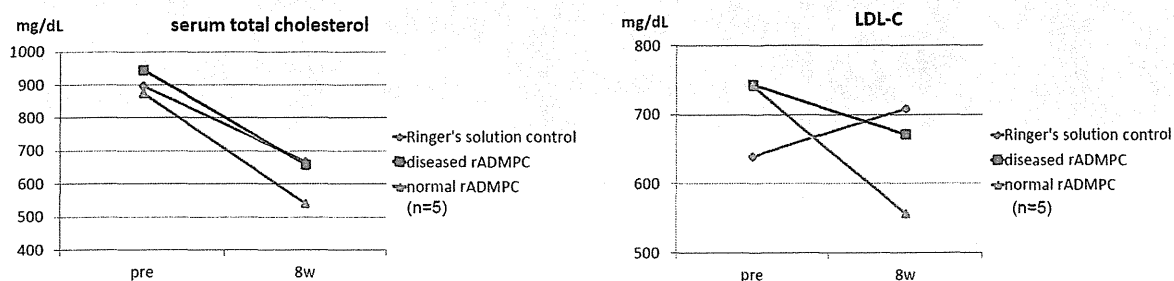 mg/dL
serum total cholesterol
1000
900
800
700
600
500
400
pre
8w
Ringer's solution control
diseased rADMPC
normal rADMPC
(n=5)
mg/dL
LDL-C
800
700
600
500
pre
8w
Ringer's solution control
diseased rADMPC
normal rADMPC
(n=5)